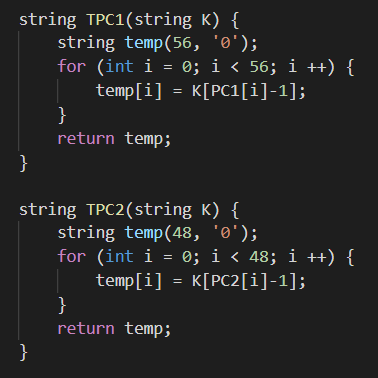 string TPC1(string K) {
    string temp(56, '0');
    for (int i = 0; i < 56; i ++) {
        temp[i] = K[PC1[i]-1];
    }
    return temp;
}

string TPC2(string K) {
    string temp(48, '0');
    for (int i = 0; i < 48; i ++) {
        temp[i] = K[PC2[i]-1];
    }
    return temp;
}